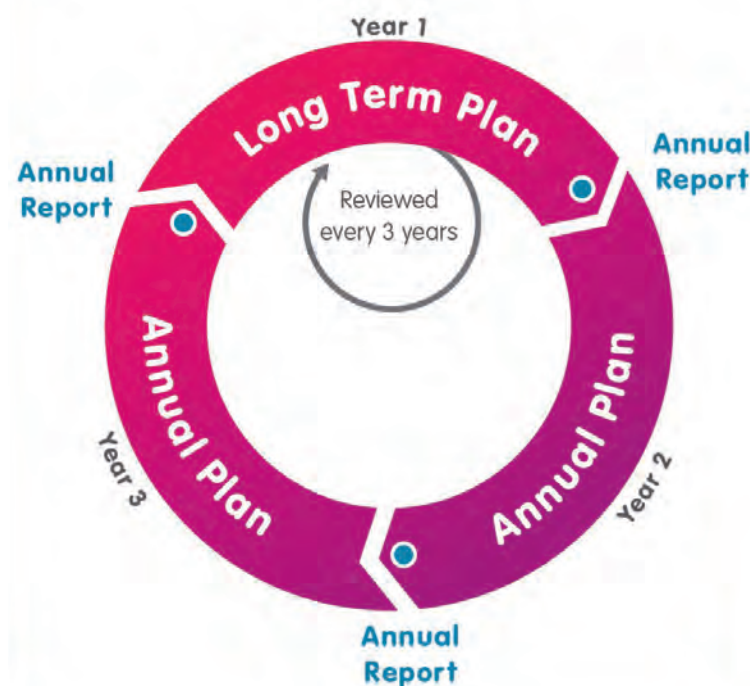 Year 1
Long Term Plan
Annual
Report
Annual
Report
Reviewed
every 3 years
Annual Plan
Year 3
Annual Plan
Year 2
Annual
Report